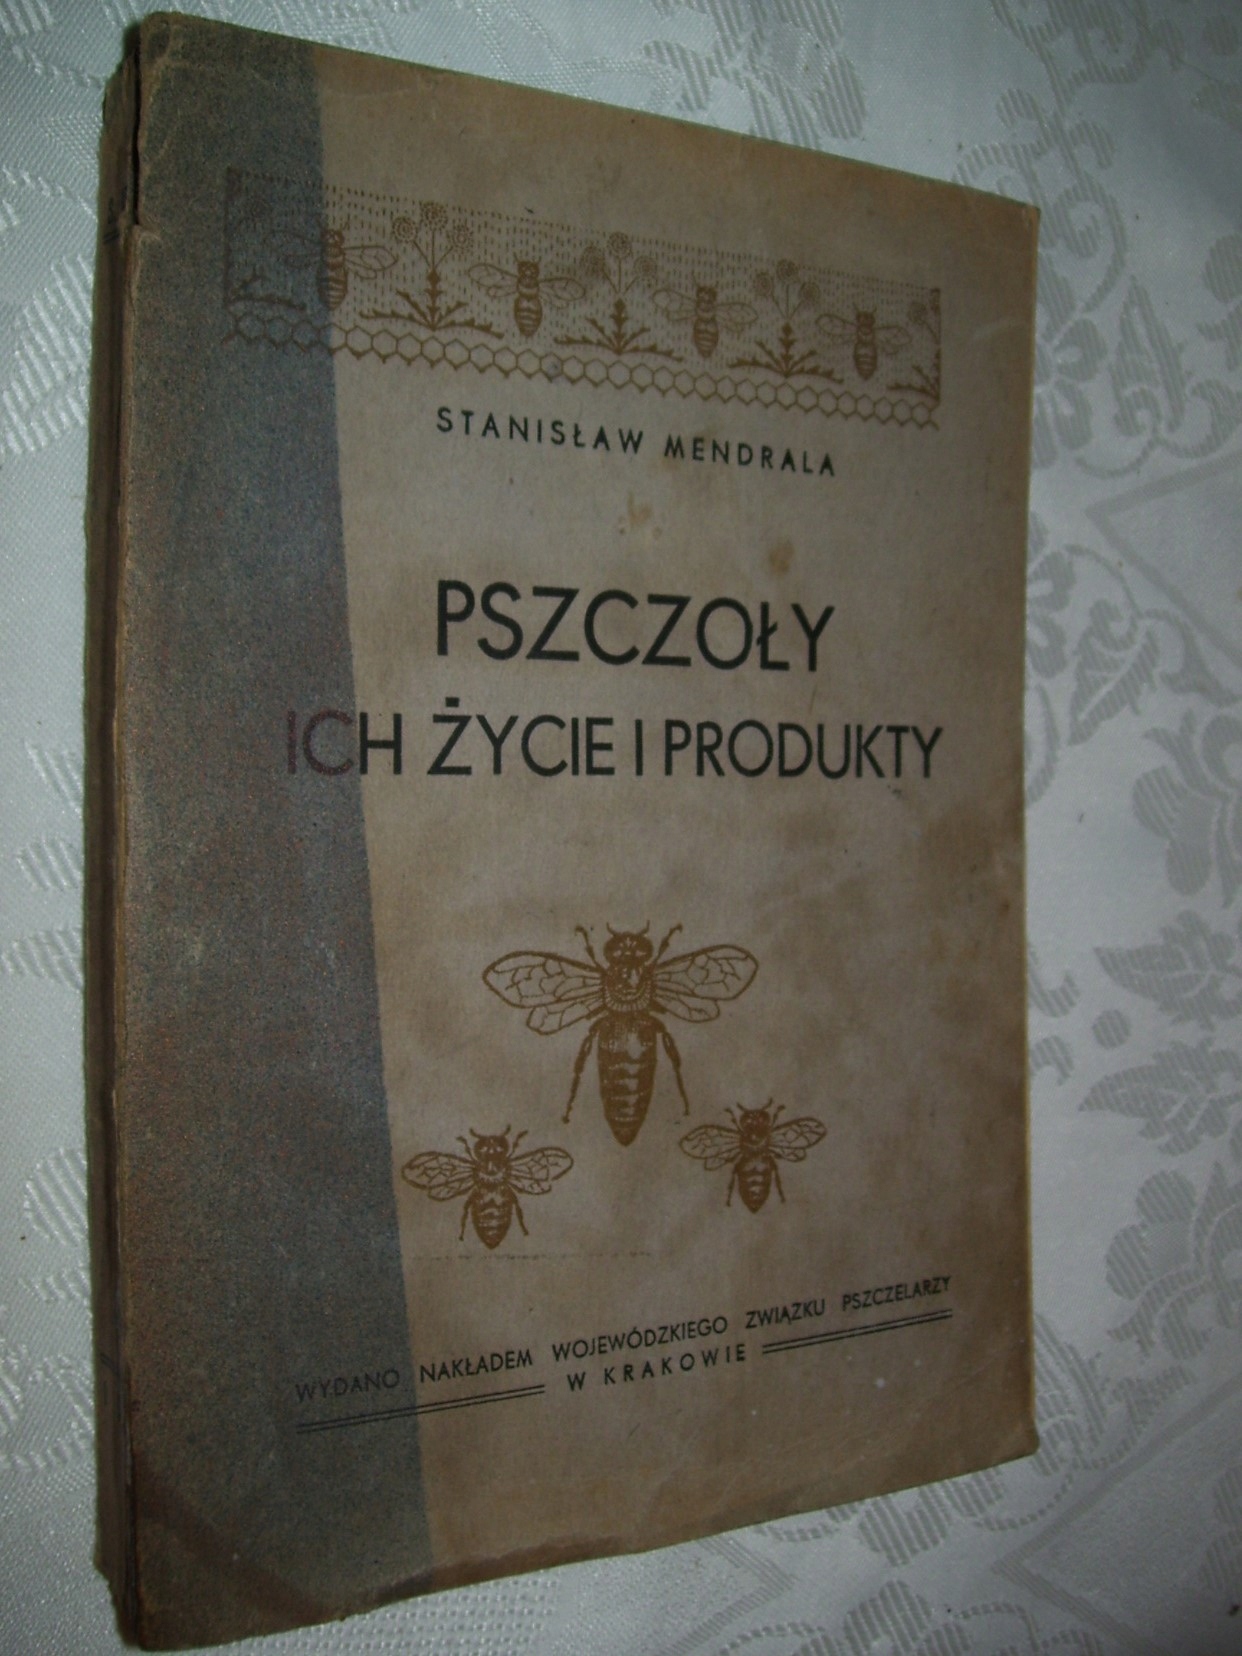 STANISŁAW MENDRALA
PSZCZOŁY
ICH ŻYCIE I PRODUKTY
WYDANO NAKŁADEM WOJEWÓDZKIEGO ZWIĄZKU PSZCZELARZY
W KRAKOWIE